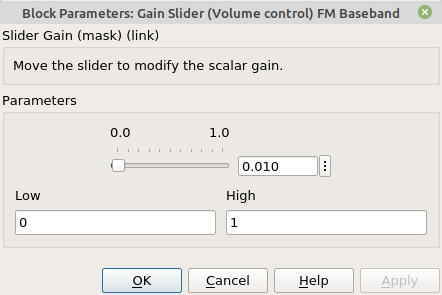 Block Parameters: Gain Slider (Volume control) FM Baseband
Slider Gain (mask) (link)
Move the slider to modify the scalar gain.
Parameters
0.0 1.0
0.010
Low High
0 1
OK Cancel Help Apply